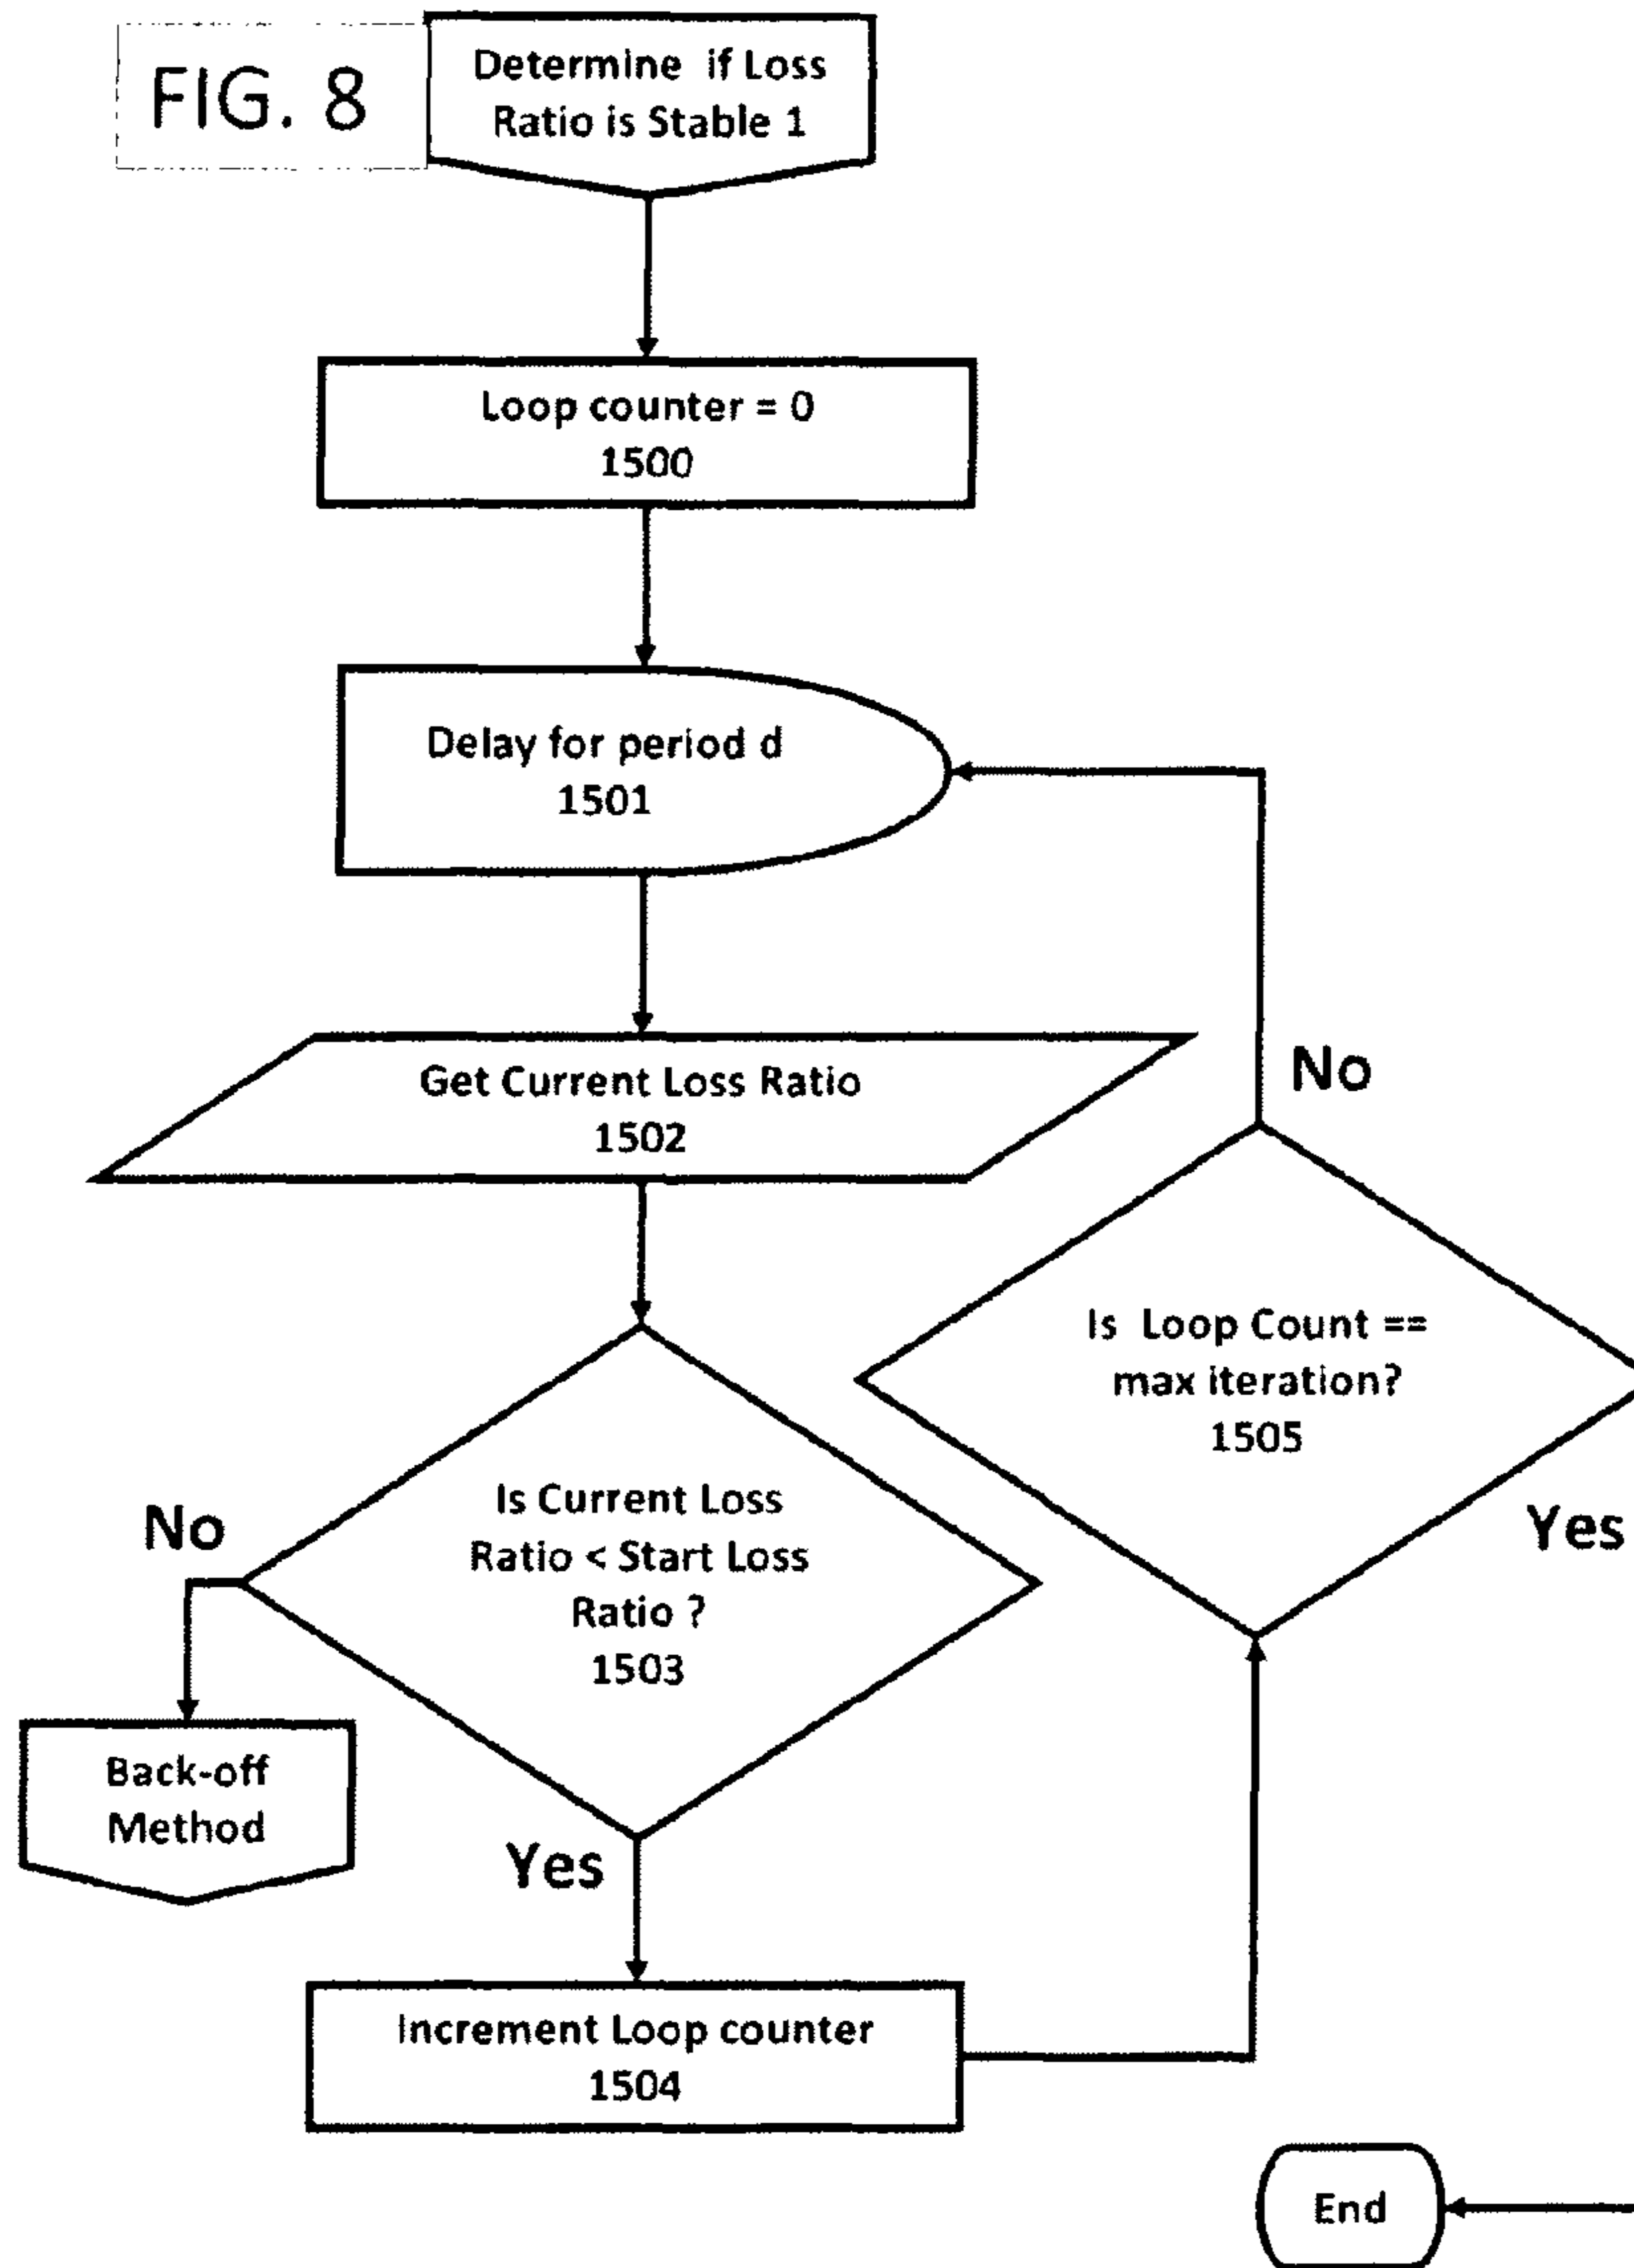 FIG. 8
Determine if Loss
Ratio is Stable 1
Loop counter = 0
1500
Delay for period d
1501
Get Current Loss Ratio
1502
No
Is Loop Count ==
max iteration?
1505
Yes
Is Current Loss
Ratio < Start Loss
Ratio ?
1503
No
Back-off
Method
Yes
Increment Loop counter
1504
End